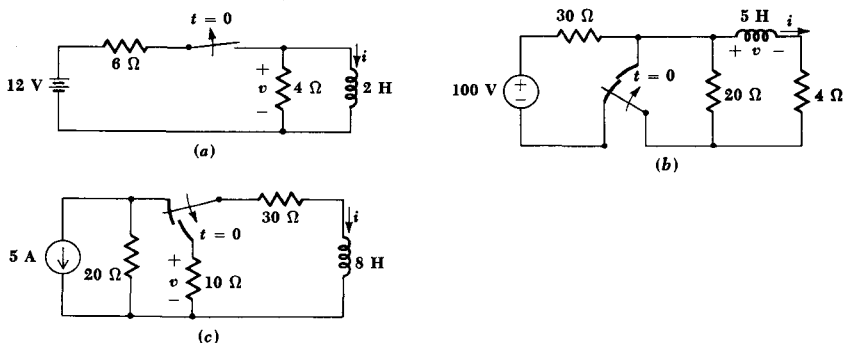 t = 0
6 Ω
12 V
+
v
−
4 Ω
i
2 H
(a)
30 Ω
5 H
i
+ v −
100 V
+
−
t = 0
20 Ω
4 Ω
(b)
5 A
20 Ω
t = 0
+
v
−
10 Ω
30 Ω
i
8 H
(c)